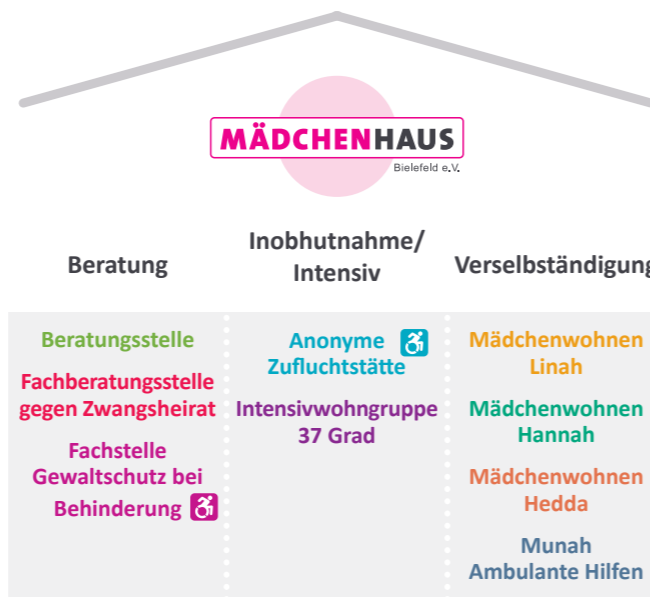 MÄDCHENHAUS
Bielefeld e.V.
Beratung
Inobhutnahme/
Intensiv
Verselbständigung
Beratungsstelle
Fachberatungsstelle
gegen Zwangsheirat
Fachstelle
Gewaltschutz bei
Behinderung
Anonyme
Zufluchtstätte
Intensivwohngruppe
37 Grad
Mädchenwohnen
Linah
Mädchenwohnen
Hannah
Mädchenwohnen
Hedda
Munah
Ambulante Hilfen